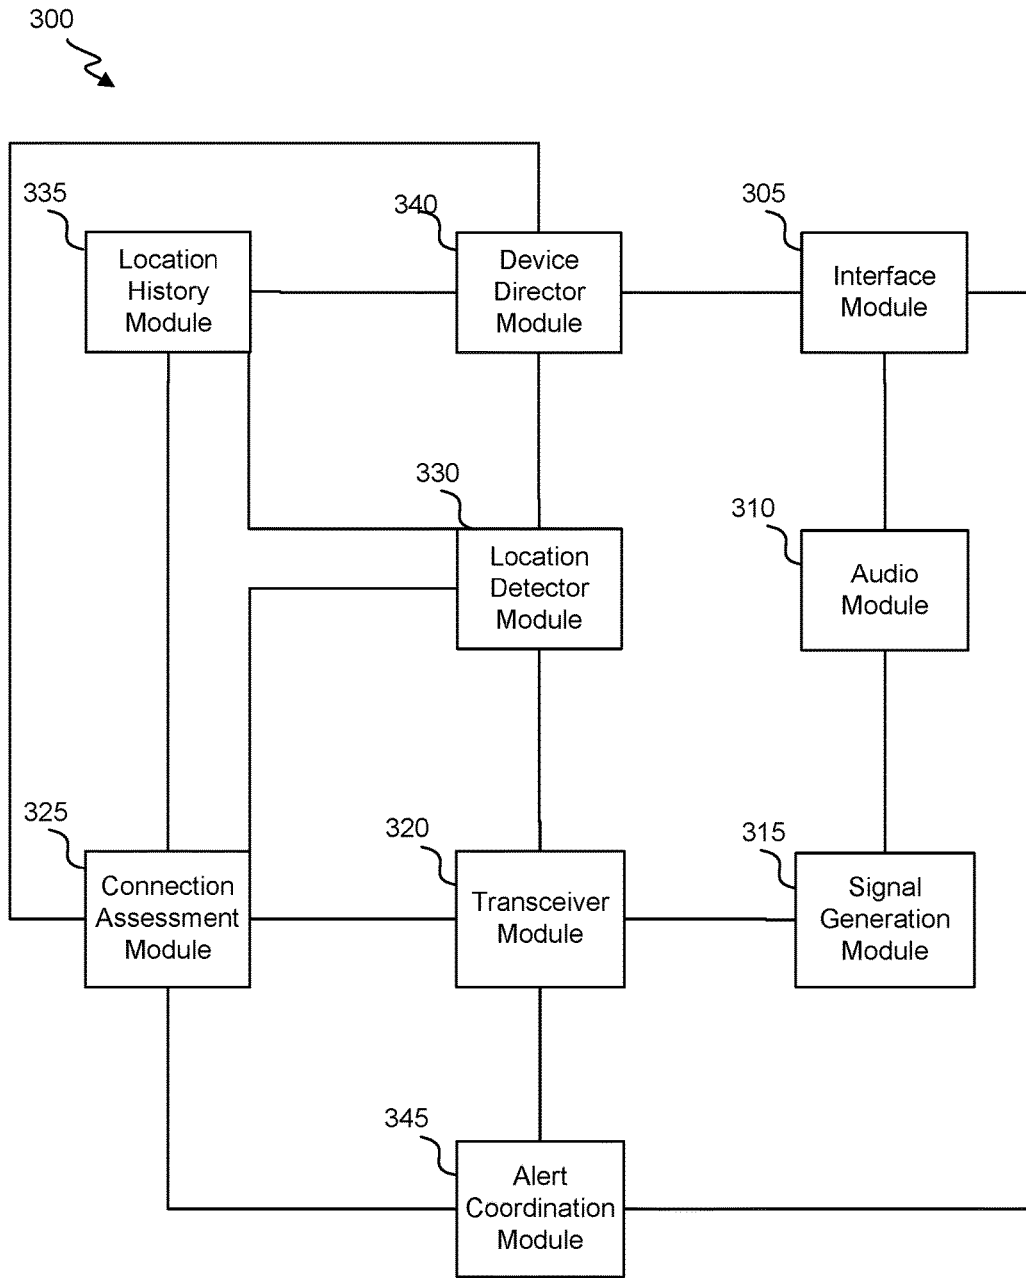 300
335
Location
History
Module
340
Device
Director
Module
305
Interface
Module
330
Location
Detector
Module
310
Audio
Module
325
Connection
Assessment
Module
320
Transceiver
Module
315
Signal
Generation
Module
345
Alert
Coordination
Module